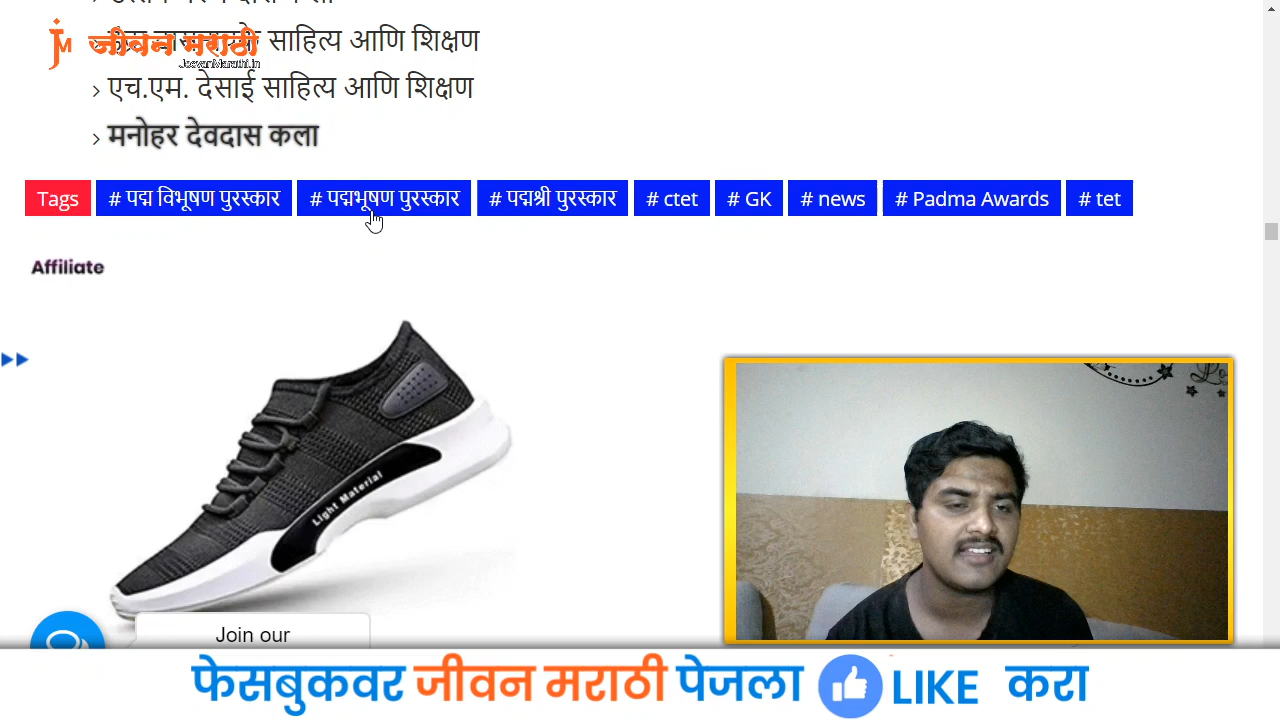 जीवन मराठी
JeevanMarathi.in
साहित्य आणि शिक्षण
› एच.एम. देसाई साहित्य आणि शिक्षण
› मनोहर देवदास कला
Tags # पद्म विभूषण पुरस्कार # पद्मभूषण पुरस्कार # पद्मश्री पुरस्कार # ctet # GK # news # Padma Awards # tet
Affiliate
Light Material
Join our
फेसबुकवर जीवन मराठी पेजला LIKE करा